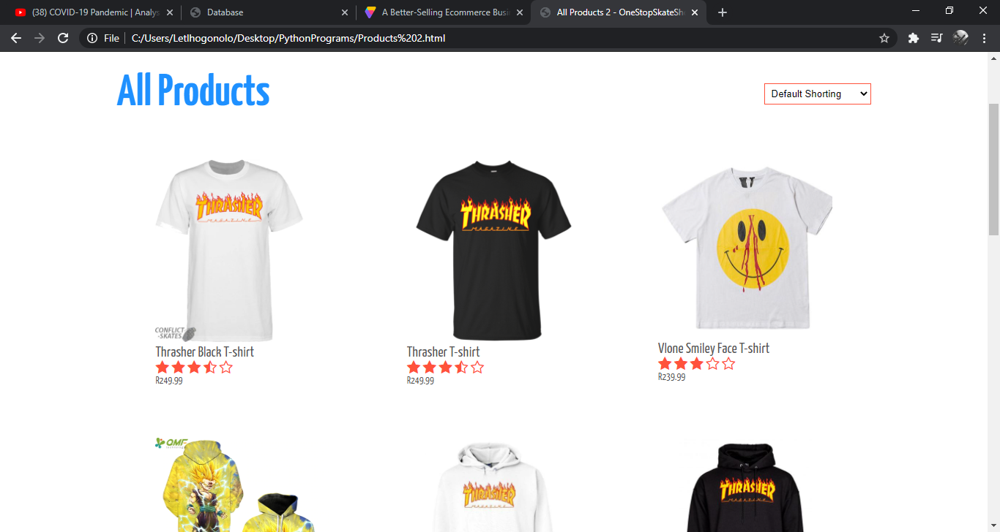 (38) COVID-19 Pandemic | Analys
Database
A Better-Selling Ecommerce Busi
All Products 2 - OneStopSkateSh
File
C:/Users/Letlhogonolo/Desktop/PythonPrograms/Products%202.html
All Products
Default Shorting
THRASHER
MAGAZINE
THRASHER
MAGAZINE
CONFLICT
-SKATES
Thrasher Black T-shirt
R249.99
Thrasher T-shirt
R249.99
Vlone Smiley Face T-shirt
R239.99
THRASHER
MAGAZINE
THRASHER
MAGAZINE